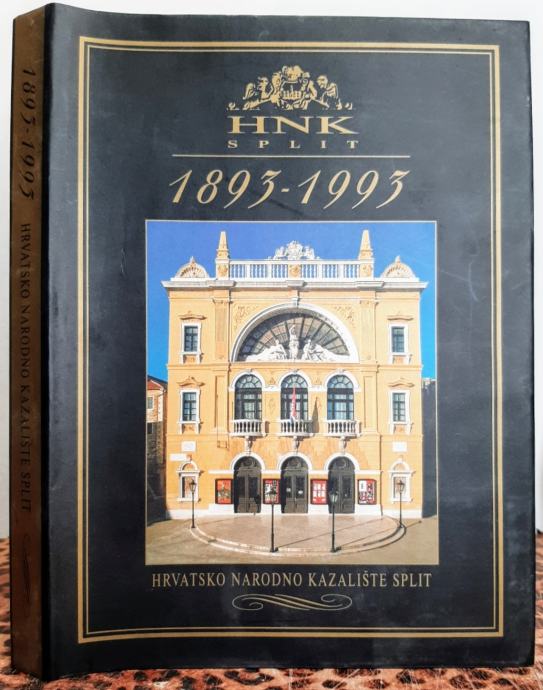 1893-1993
HRVATSKO NARODNO KAZALIŠTE SPLIT
HNK
SPLIT
1893-1993
HRVATSKO NARODNO KAZALIŠTE SPLIT